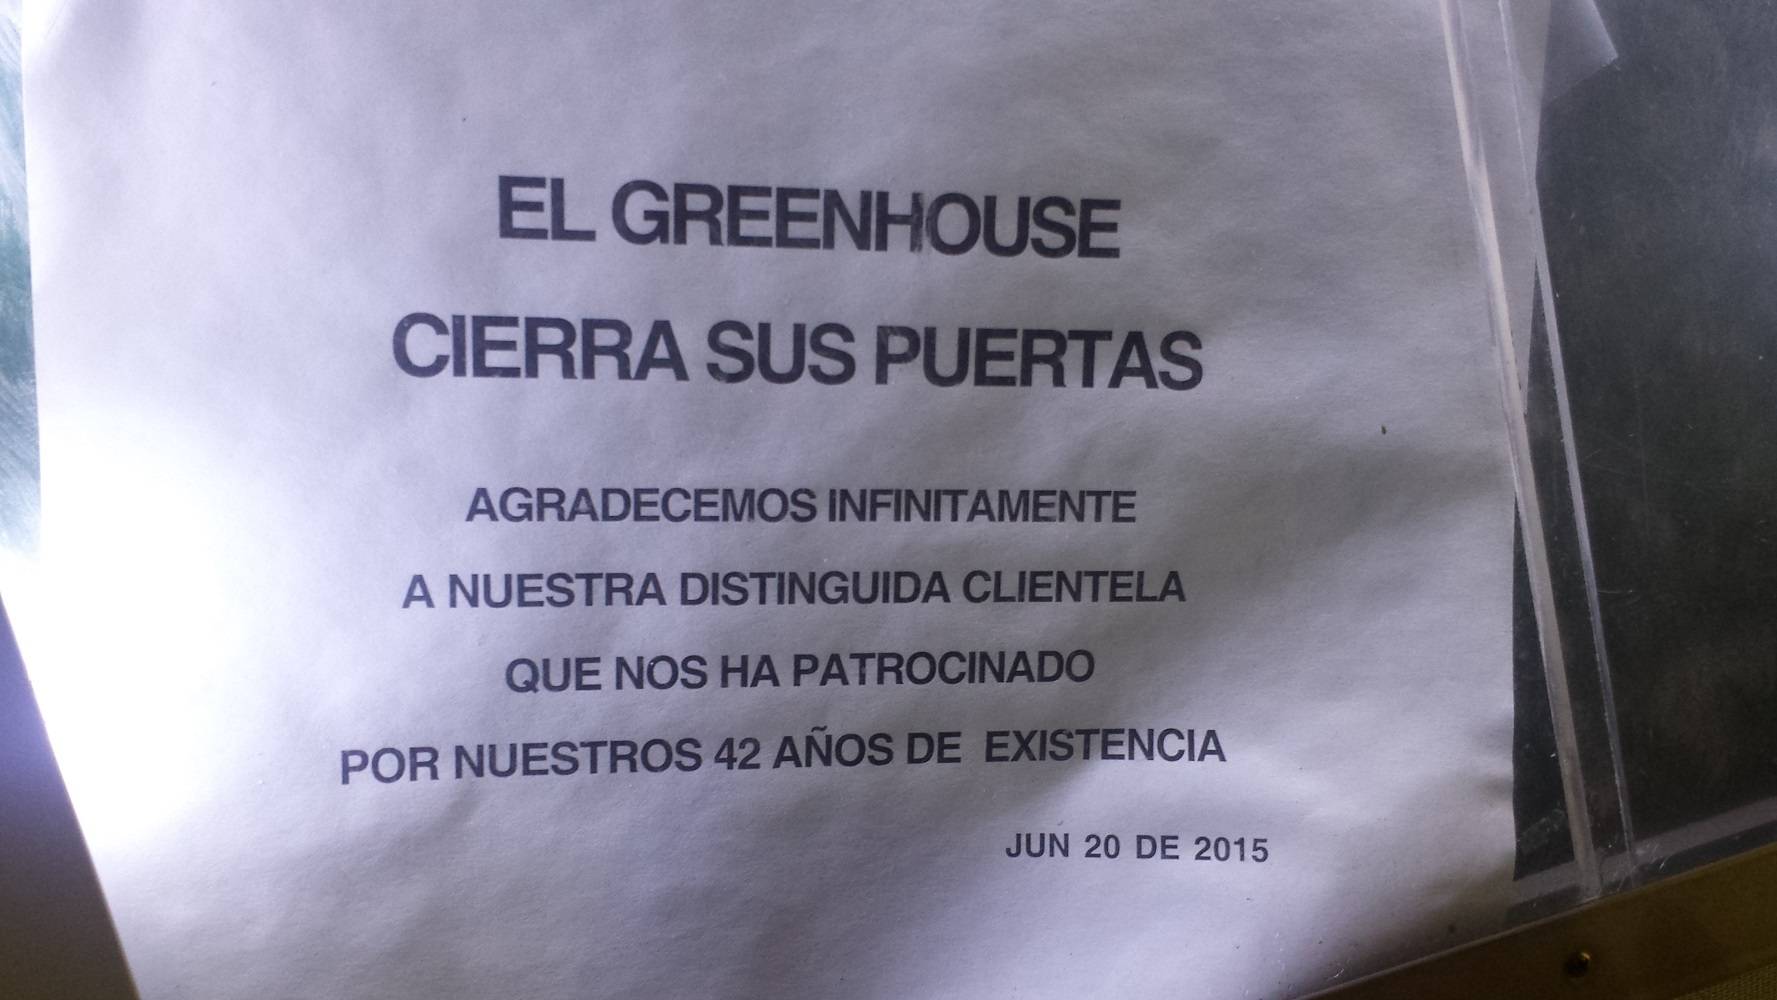 EL GREENHOUSE
CIERRA SUS PUERTAS
AGRADECEMOS INFINITAMENTE
A NUESTRA DISTINGUIDA CLIENTELA
QUE NOS HA PATROCINADO
POR NUESTROS 42 AÑOS DE EXISTENCIA
JUN 20 DE 2015